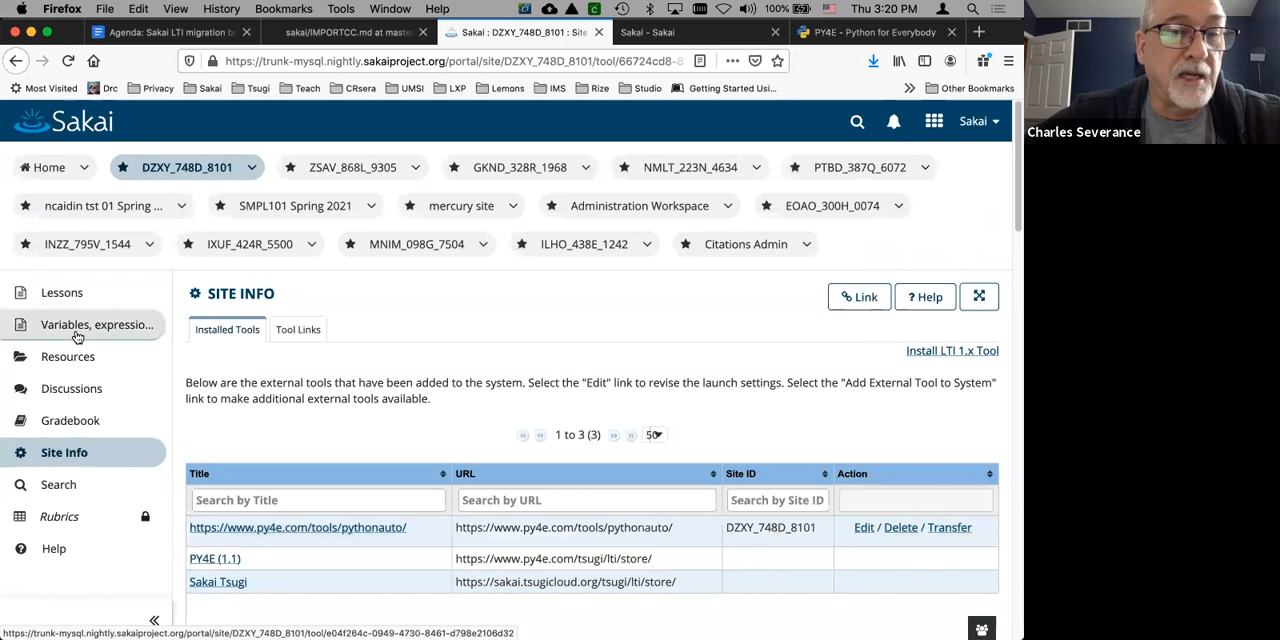 Firefox File Edit View History Bookmarks Tools Window Help 100% Thu 3:20 PM
Agenda: Sakai LTI migration b sakai/IMPORTCC.md at maste Sakai : DZXY_748D_8101 : Site Sakai - Sakai PY4E - Python for Everybody
https://trunk-mysql.nightly.sakaiproject.org/portal/site/DZXY_748D_8101/tool/66724cd8-8
Most Visited Drc Privacy Sakai Tsugi Teach CRsera UMSI LXP Lemons IMS Rize Studio Getting Started Usi... Other Bookmarks
Sakai Sakai
Home DZXY_748D_8101 ZSAV_868L_9305 GKND_328R_1968 NMLT_223N_4634 PTBD_387Q_6072
ncaidin tst 01 Spring ... SMPL101 Spring 2021 mercury site Administration Workspace EOAO_300H_0074
INZZ_795V_1544 IXUF_424R_5500 MNIM_098G_7504 ILHO_438E_1242 Citations Admin
Lessons
Variables, expressio...
Resources
Discussions
Gradebook
Site Info
Search
Rubrics
Help
SITE INFO
Link ? Help
Installed Tools Tool Links
Install LTI 1.x Tool
Below are the external tools that have been added to the system. Select the "Edit" link to revise the launch settings. Select the "Add External Tool to System"
link to make additional external tools available.
1 to 3 (3) 50
Title URL Site ID Action
Search by Title Search by URL Search by Site ID
https://www.py4e.com/tools/pythonauto/ https://www.py4e.com/tools/pythonauto/ DZXY_748D_8101 Edit / Delete / Transfer
PY4E (1.1) https://www.py4e.com/tsugi/lti/store/
Sakai Tsugi https://sakai.tsugicloud.org/tsugi/lti/store/
https://trunk-mysql.nightly.sakaiproject.org/portal/site/DZXY_748D_8101/tool/e04f264c-0949-4730-8461-d798e2106d32
Charles Severance